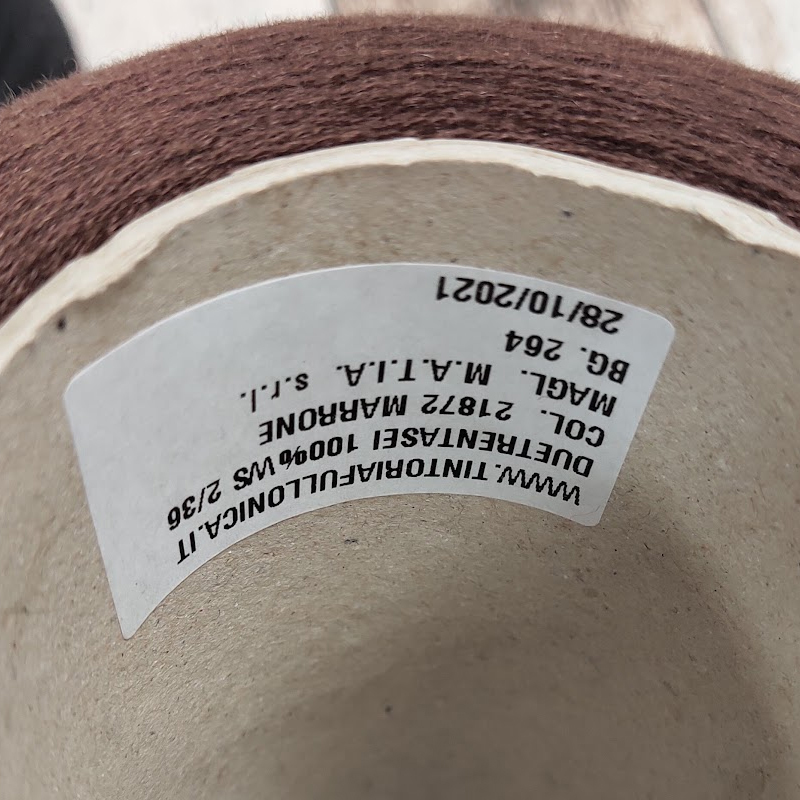 WWW.TINTORIAFULLONICA.IT
DUETRENTASEI 100%WS 2/36
COL. 21872 MARRONE
MAGL. M.A.T.I.A. s.r.l.
BG. 264
28/10/2021